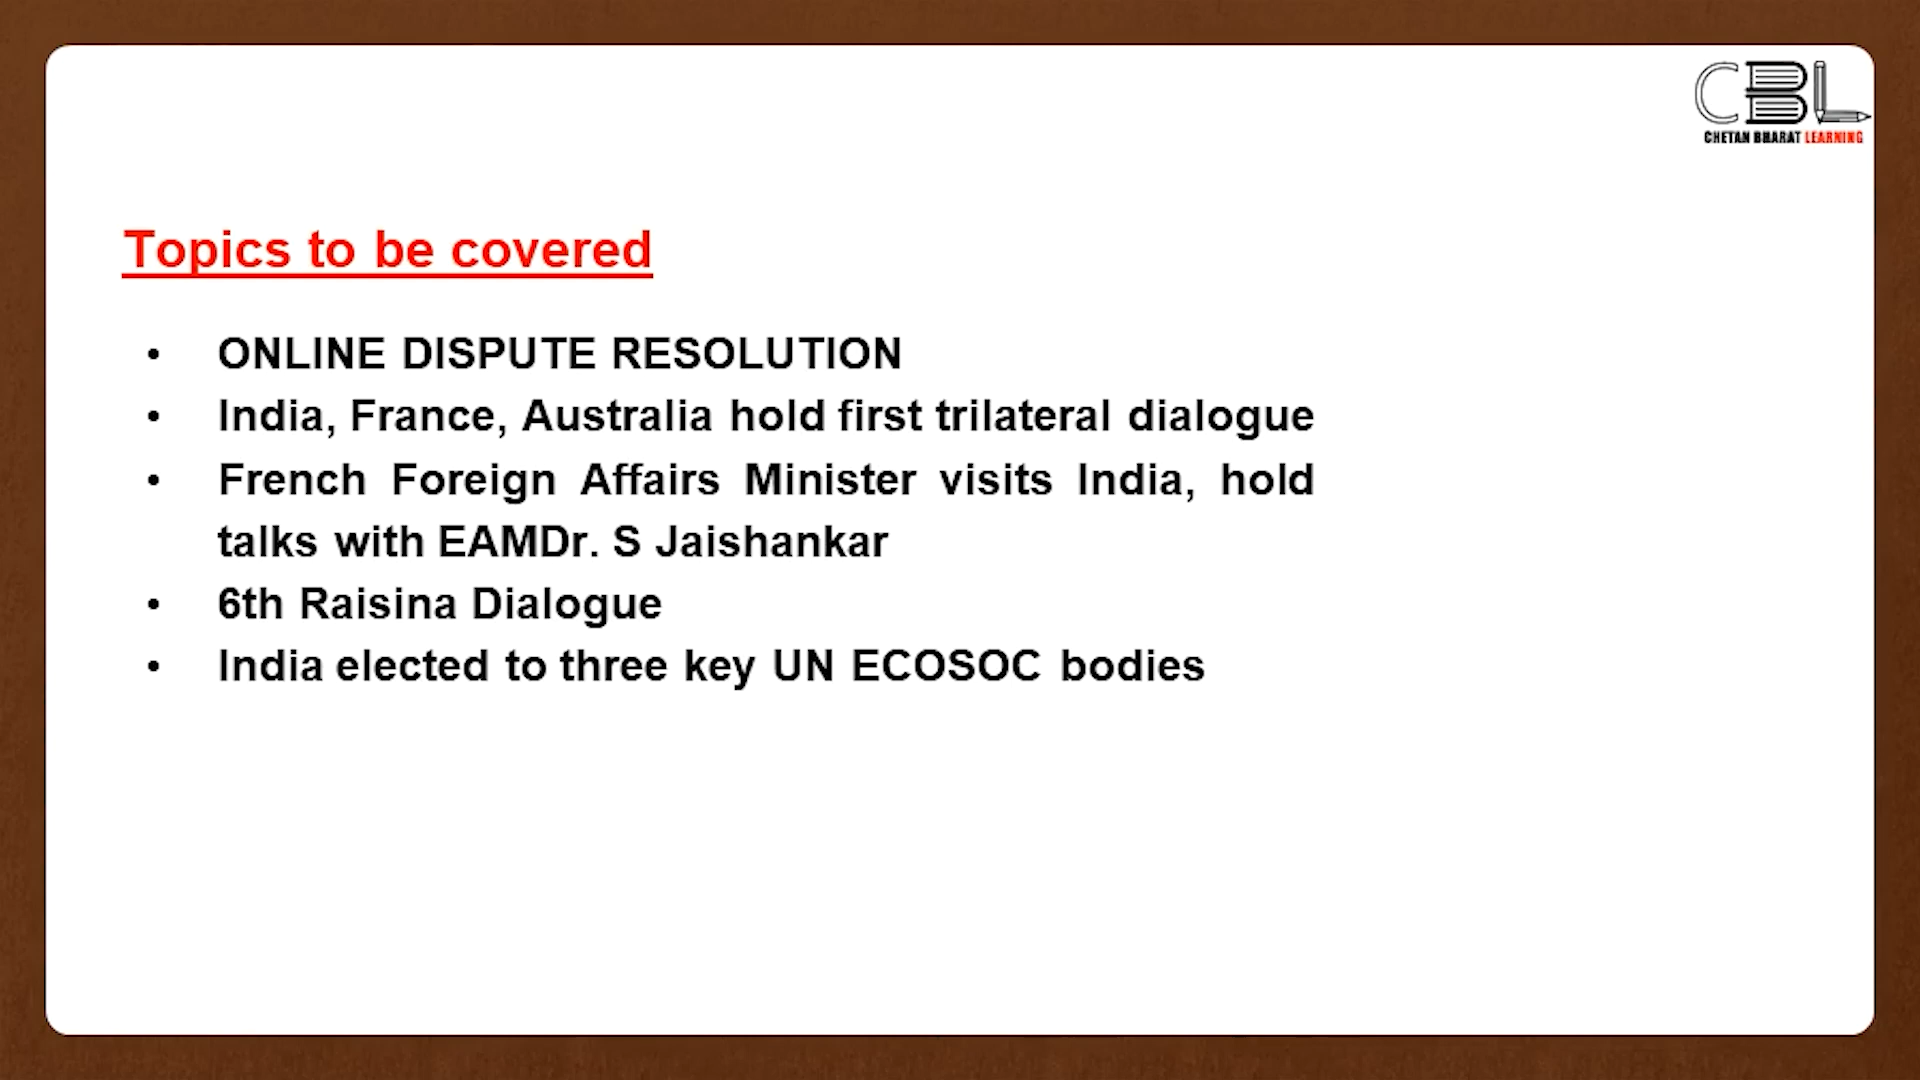 CBL
CHETAN BHARAT LEARNING
Topics to be covered
• ONLINE DISPUTE RESOLUTION
• India, France, Australia hold first trilateral dialogue
• French Foreign Affairs Minister visits India, hold
talks with EAMDr. S Jaishankar
• 6th Raisina Dialogue
• India elected to three key UN ECOSOC bodies